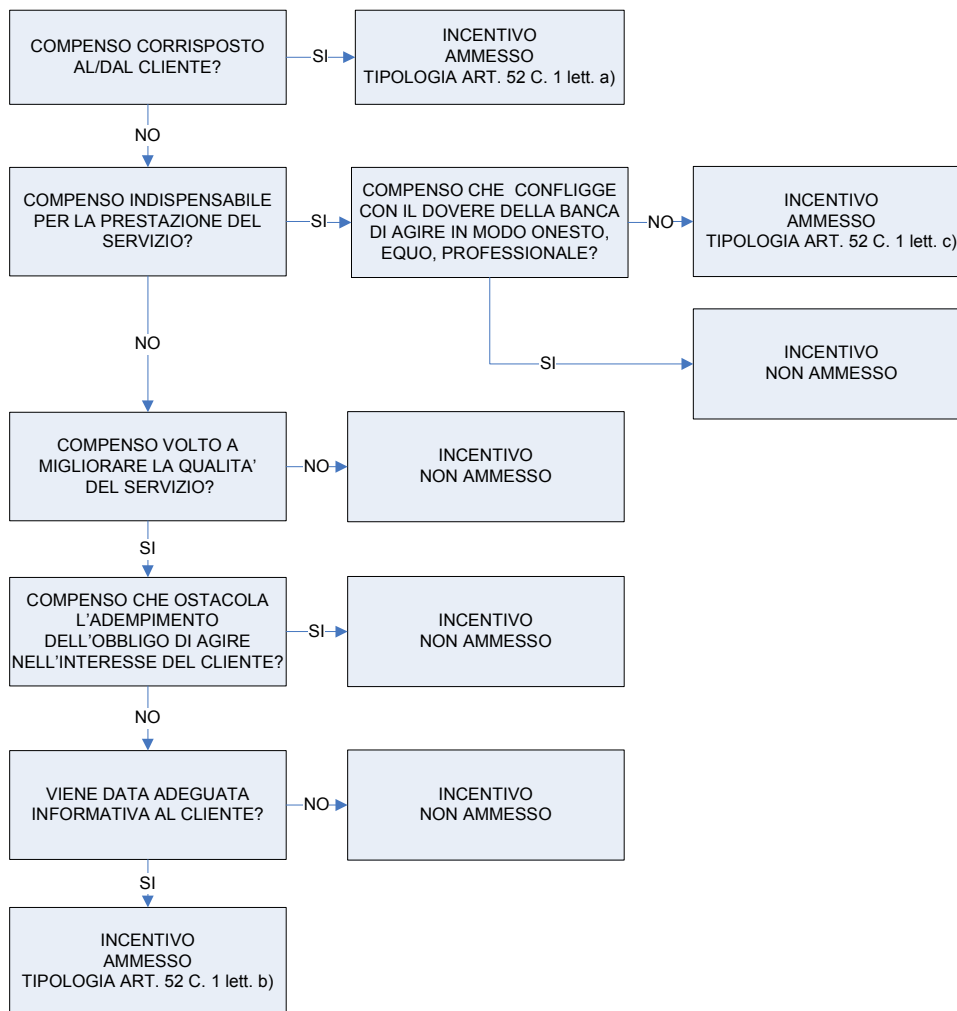 COMPENSO CORRISPOSTO
AL/DAL CLIENTE?
SI
INCENTIVO
AMMESSO
TIPOLOGIA ART. 52 C. 1 lett. a)
NO
COMPENSO INDISPENSABILE
PER LA PRESTAZIONE DEL
SERVIZIO?
SI
COMPENSO CHE CONFLIGGE
CON IL DOVERE DELLA BANCA
DI AGIRE IN MODO ONESTO,
EQUO, PROFESSIONALE?
NO
INCENTIVO
AMMESSO
TIPOLOGIA ART. 52 C. 1 lett. c)
NO
SI
INCENTIVO
NON AMMESSO
COMPENSO VOLTO A
MIGLIORARE LA QUALITA'
DEL SERVIZIO?
NO
INCENTIVO
NON AMMESSO
SI
COMPENSO CHE OSTACOLA
L'ADEMPIMENTO
DELL'OBBLIGO DI AGIRE
NELL'INTERESSE DEL CLIENTE?
SI
INCENTIVO
NON AMMESSO
NO
VIENE DATA ADEGUATA
INFORMATIVA AL CLIENTE?
NO
INCENTIVO
NON AMMESSO
SI
INCENTIVO
AMMESSO
TIPOLOGIA ART. 52 C. 1 lett. b)